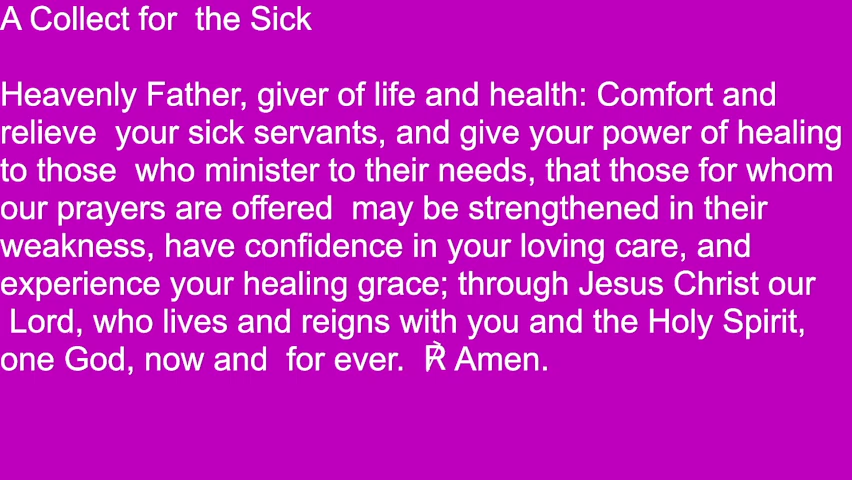 A Collect for  the Sick
Heavenly Father, giver of life and health: Comfort and
relieve  your sick servants, and give your power of healing
to those  who minister to their needs, that those for whom
our prayers are offered  may be strengthened in their
weakness, have confidence in your loving care, and
experience your healing grace; through Jesus Christ our
 Lord, who lives and reigns with you and the Holy Spirit,
one God, now and  for ever.  ℟ Amen.